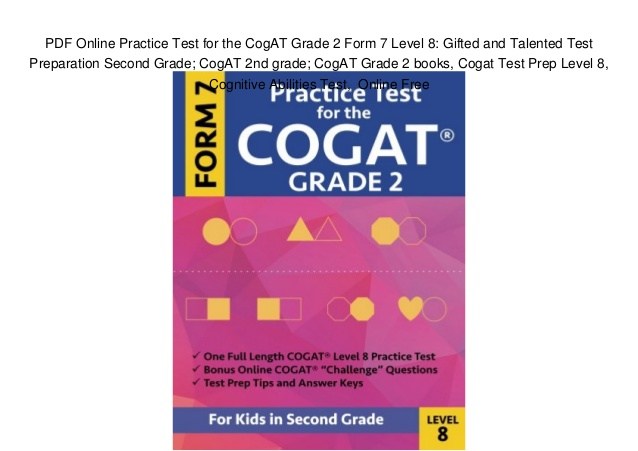 PDF Online Practice Test for the CogAT Grade 2 Form 7 Level 8: Gifted and Talented Test
Preparation Second Grade; CogAT 2nd grade; CogAT Grade 2 books, Cogat Test Prep Level 8,
Cognitive Abilities Test, Online Free
FORM 7
Practice Test
for the
COGAT®
GRADE 2
✓ One Full Length COGAT® Level 8 Practice Test
✓ Bonus Online COGAT® "Challenge" Questions
✓ Test Prep Tips and Answer Keys
For Kids in Second Grade
LEVEL
8